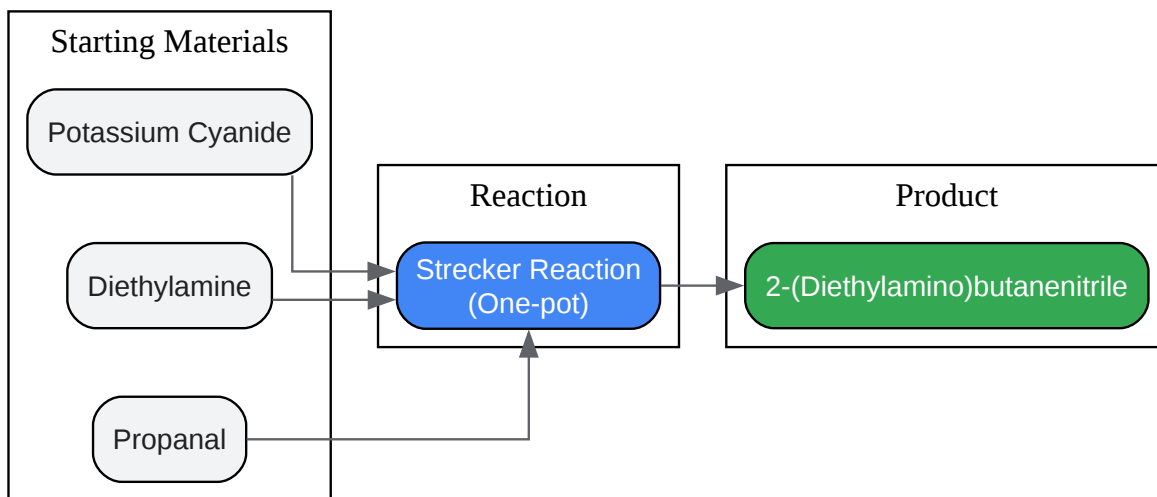 Starting Materials
Potassium Cyanide
Diethylamine
Propanal
Reaction
Strecker Reaction
(One-pot)
Product
2-(Diethylamino)butanenitrile